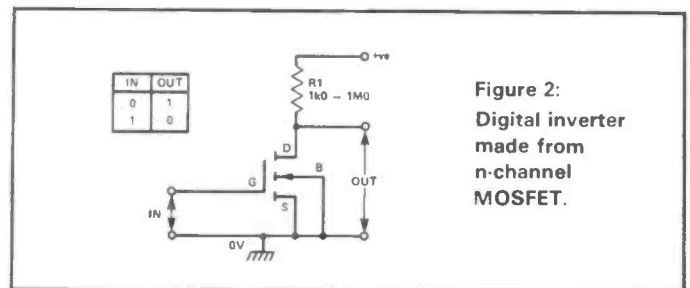 IN OUT
0 1
1 0
+ve
R1
1k0 – 1M0
D
B
G
S
OUT
IN
0V
Figure 2:
Digital inverter
made from
n-channel
MOSFET.